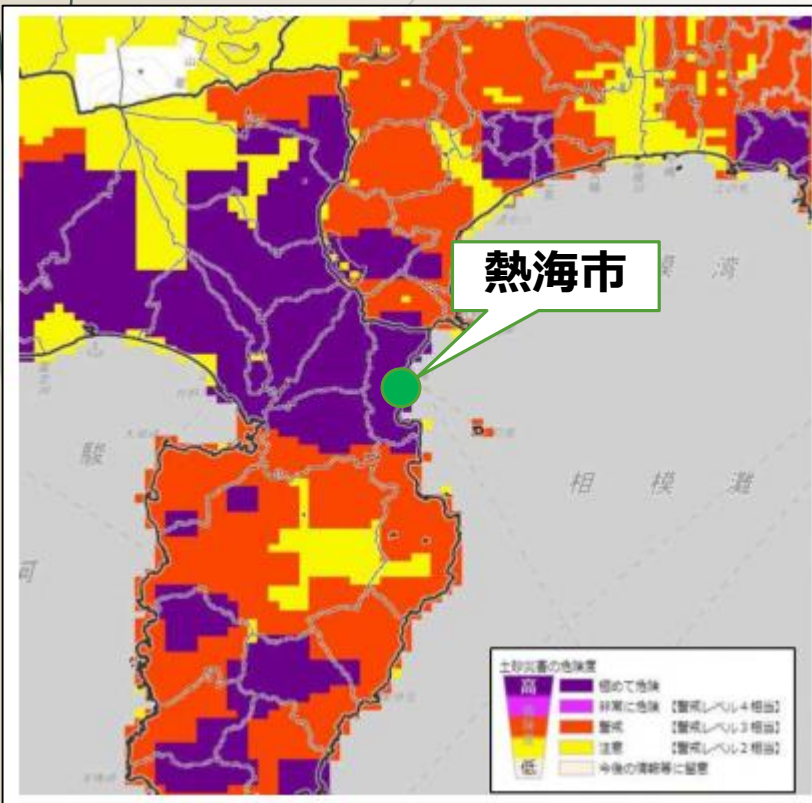 熱海市
湾
駿
相 模 灘
河
土砂災害の危険度
高
極めて危険
非常に危険 【警戒レベル4相当】
警戒 【警戒レベル3相当】
注意 【警戒レベル2相当】
低
今後の情報等に留意